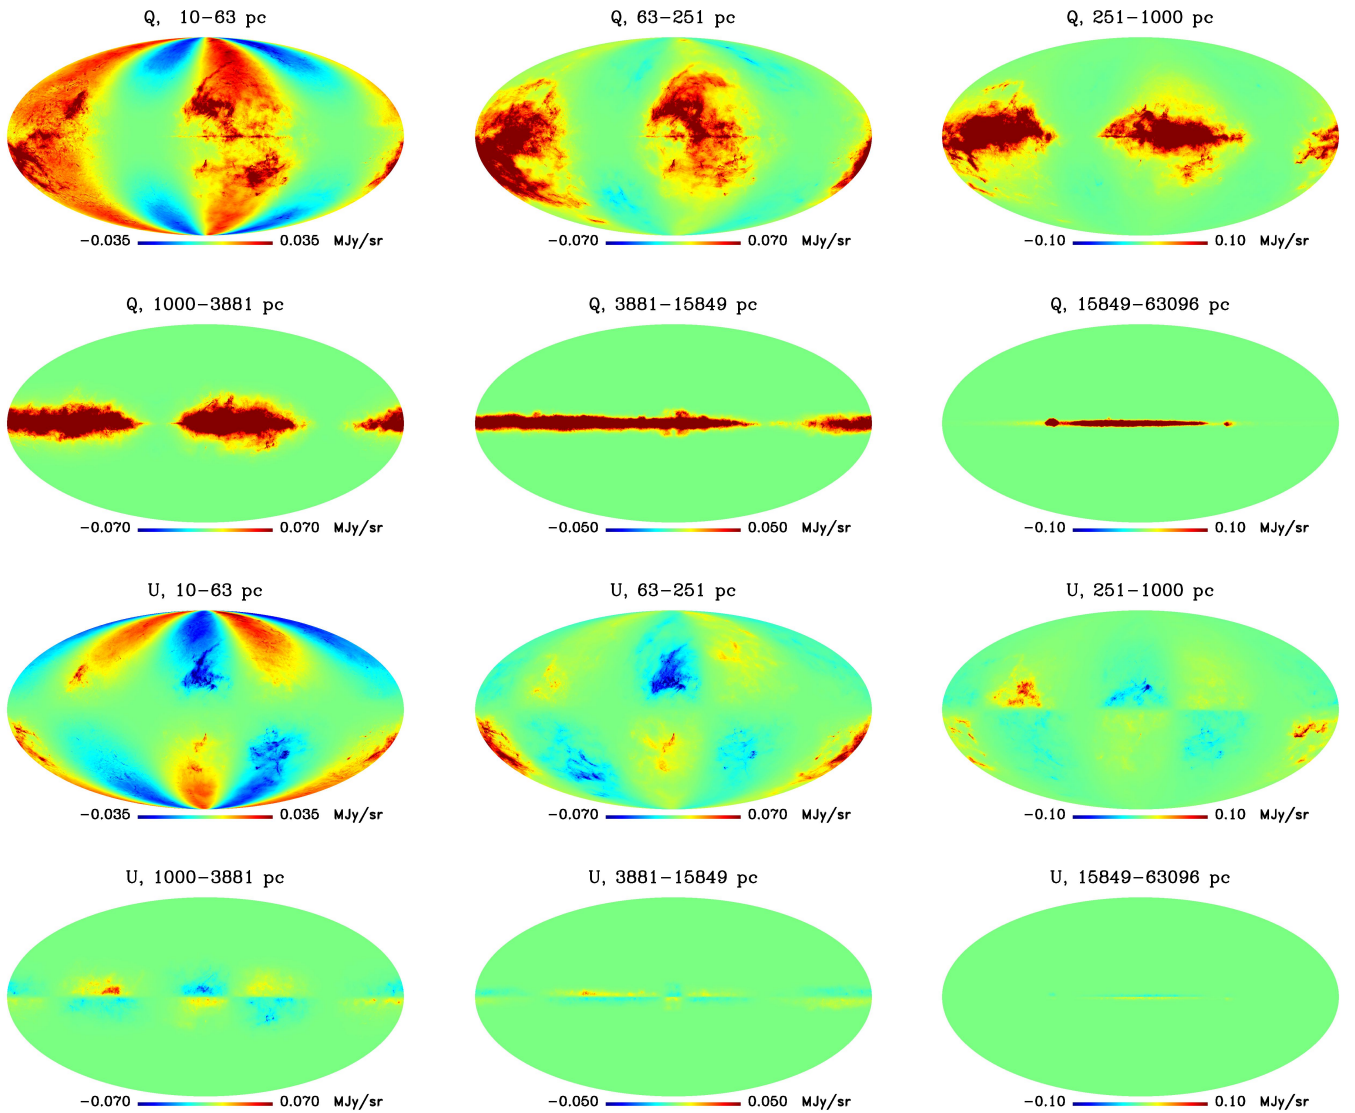 Q, 10−63 pc
Q, 63−251 pc
Q, 251−1000 pc
−0.035 0.035 MJy/sr
−0.070 0.070 MJy/sr
−0.10 0.10 MJy/sr
Q, 1000−3881 pc
Q, 3881−15849 pc
Q, 15849−63096 pc
−0.070 0.070 MJy/sr
−0.050 0.050 MJy/sr
−0.10 0.10 MJy/sr
U, 10−63 pc
U, 63−251 pc
U, 251−1000 pc
−0.035 0.035 MJy/sr
−0.070 0.070 MJy/sr
−0.10 0.10 MJy/sr
U, 1000−3881 pc
U, 3881−15849 pc
U, 15849−63096 pc
−0.070 0.070 MJy/sr
−0.050 0.050 MJy/sr
−0.10 0.10 MJy/sr